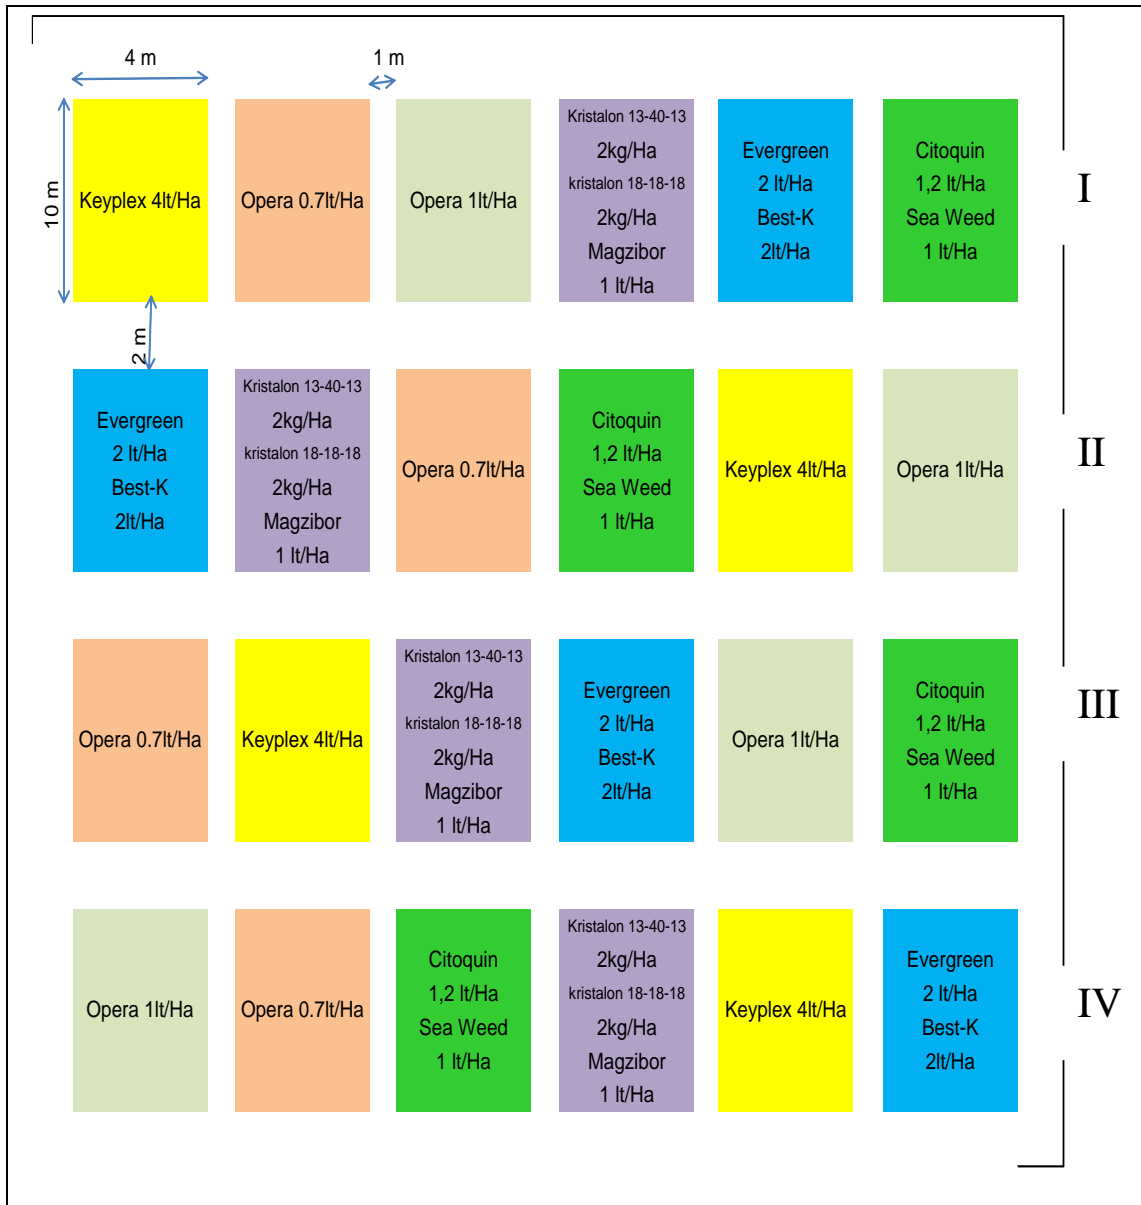 4 m
1 m
10 m
2 m
Keyplex 4lt/Ha
Opera 0.7lt/Ha
Opera 1lt/Ha
Kristalon 13-40-13
2kg/Ha
kristalon 18-18-18
2kg/Ha
Magzibor
1 lt/Ha
Evergreen
2 lt/Ha
Best-K
2lt/Ha
Citoquin
1,2 lt/Ha
Sea Weed
1 lt/Ha
I
Evergreen
2 lt/Ha
Best-K
2lt/Ha
Kristalon 13-40-13
2kg/Ha
kristalon 18-18-18
2kg/Ha
Magzibor
1 lt/Ha
Opera 0.7lt/Ha
Citoquin
1,2 lt/Ha
Sea Weed
1 lt/Ha
Keyplex 4lt/Ha
Opera 1lt/Ha
II
Opera 0.7lt/Ha
Keyplex 4lt/Ha
Kristalon 13-40-13
2kg/Ha
kristalon 18-18-18
2kg/Ha
Magzibor
1 lt/Ha
Evergreen
2 lt/Ha
Best-K
2lt/Ha
Opera 1lt/Ha
Citoquin
1,2 lt/Ha
Sea Weed
1 lt/Ha
III
Opera 1lt/Ha
Opera 0.7lt/Ha
Citoquin
1,2 lt/Ha
Sea Weed
1 lt/Ha
Kristalon 13-40-13
2kg/Ha
kristalon 18-18-18
2kg/Ha
Magzibor
1 lt/Ha
Keyplex 4lt/Ha
Evergreen
2 lt/Ha
Best-K
2lt/Ha
IV